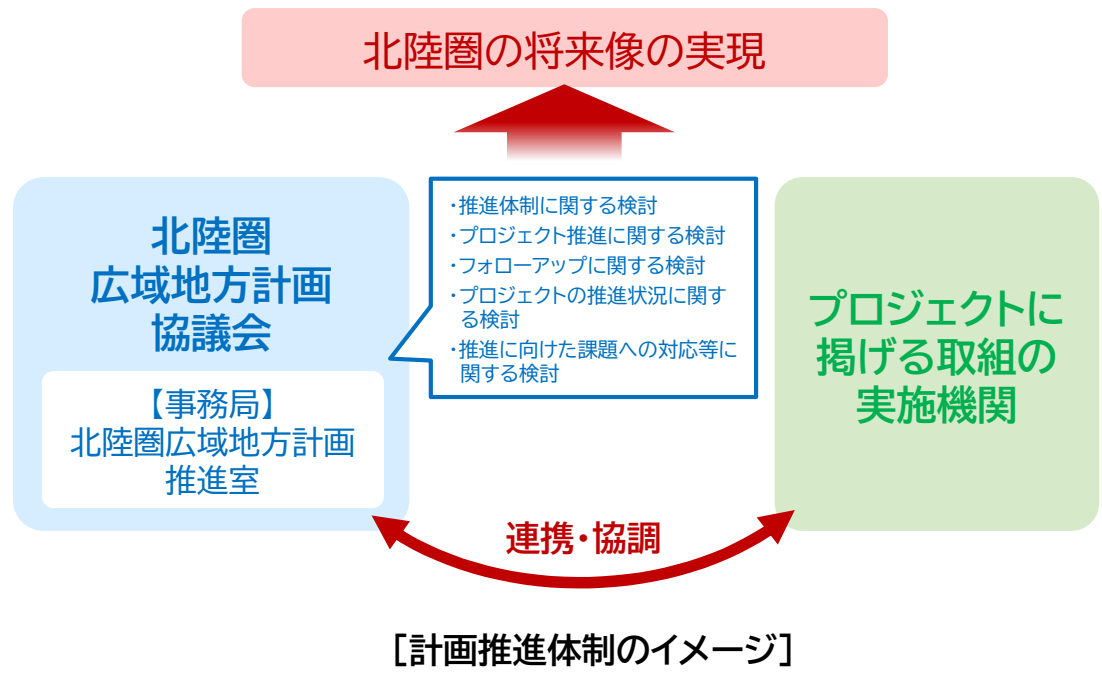 北陸圏の将来像の実現
北陸圏
広域地方計画
協議会
【事務局】
北陸圏広域地方計画
推進室
・推進体制に関する検討
・プロジェクト推進に関する検討
・フォローアップに関する検討
・プロジェクトの推進状況に関す
る検討
・推進に向けた課題への対応等に
関する検討
プロジェクトに
掲げる取組の
実施機関
連携・協調
[計画推進体制のイメージ]